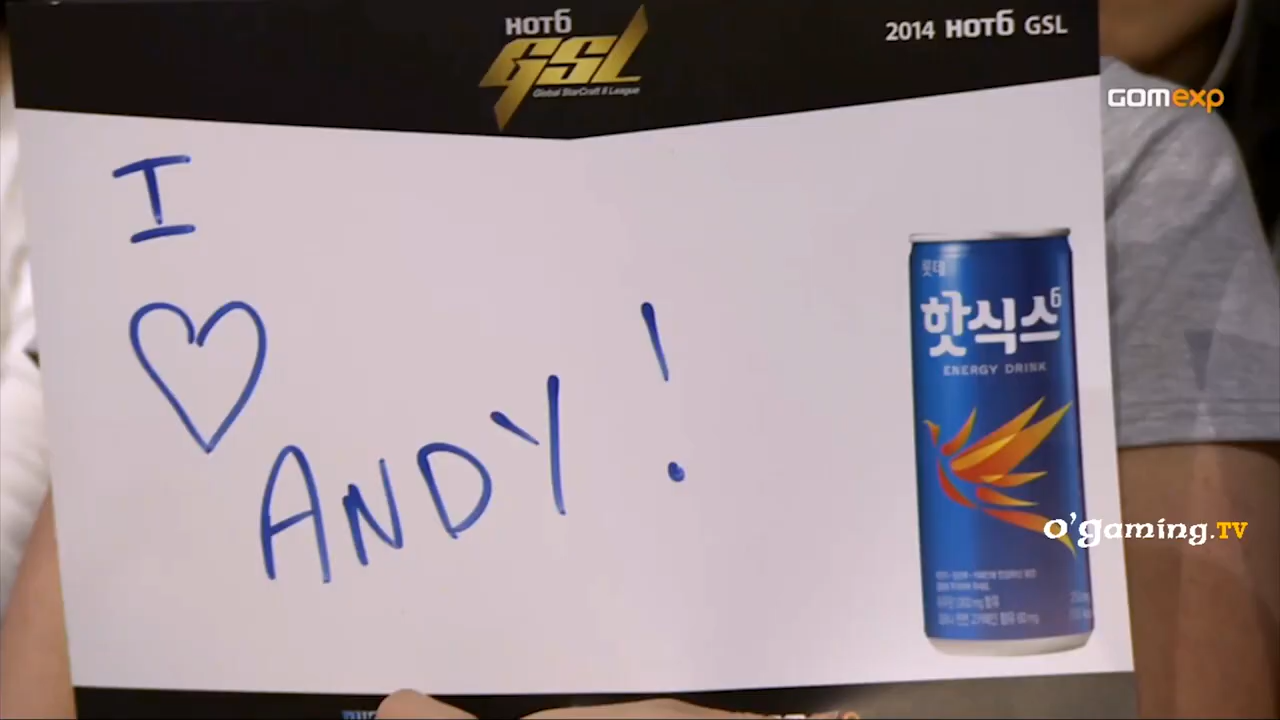 HOT6
GSL
Global StarCraft II League
2014 HOT6 GSL
GOMexp
I
ANDY!
롯데
핫식스6
ENERGY DRINK
o'gaming.TV